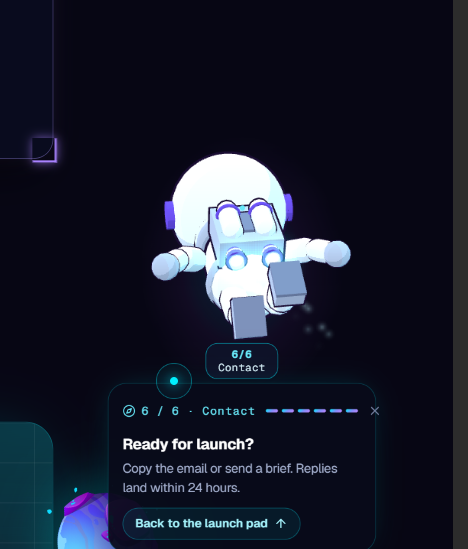 6/6
Contact
6 / 6 · Contact
Ready for launch?
Copy the email or send a brief. Replies
land within 24 hours.
Back to the launch pad ↑